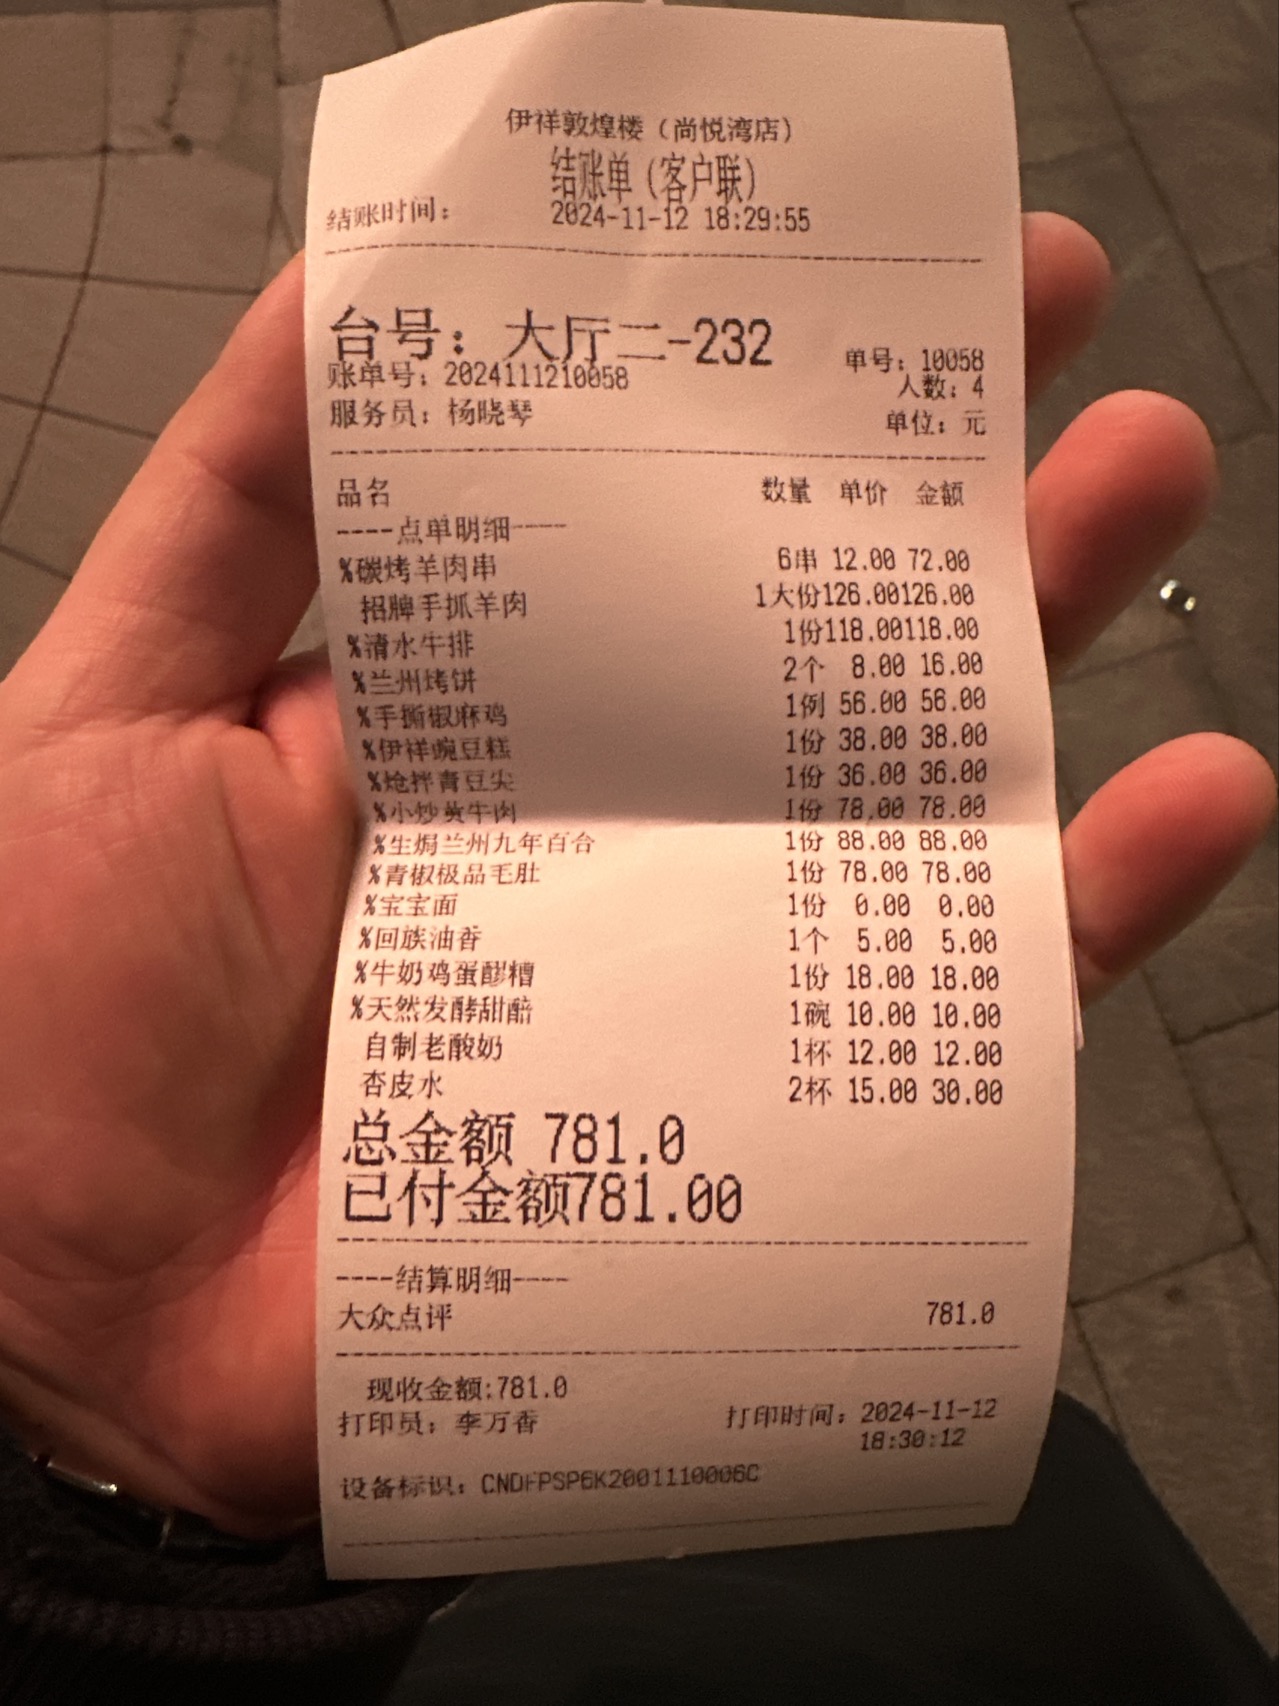 伊祥敦煌楼（尚悦湾店）
结账单（客户联）
结账时间： 2024-11-12 18:29:55
台号： 大厅二-232
单号：10058
账单号：2024111210058
人数：4
服务员：杨晓琴
单位：元
品名 数量 单价 金额
----点单明细----
%碳烤羊肉串 6串 12.00 72.00
招牌手抓羊肉 1大份126.00126.00
%清水牛排 1份118.00118.00
%兰州烤饼 2个 8.00 16.00
%手撕椒麻鸡 1例 56.00 56.00
%伊祥豌豆糕 1份 38.00 38.00
%炝拌青豆尖 1份 36.00 36.00
%小炒黄牛肉 1份 78.00 78.00
%生焗兰州九年百合 1份 88.00 88.00
%青椒极品毛肚 1份 78.00 78.00
%宝宝面 1份 0.00 0.00
%回族油香 1个 5.00 5.00
%牛奶鸡蛋醪糟 1份 18.00 18.00
%天然发酵甜醅 1碗 10.00 10.00
自制老酸奶 1杯 12.00 12.00
杏皮水 2杯 15.00 30.00
总金额 781.0
已付金额781.00
----结算明细----
大众点评 781.0
现收金额:781.0
打印员：李万香 打印时间：2024-11-12
18:30:12
设备标识：CNDFPSP6K2001110006C